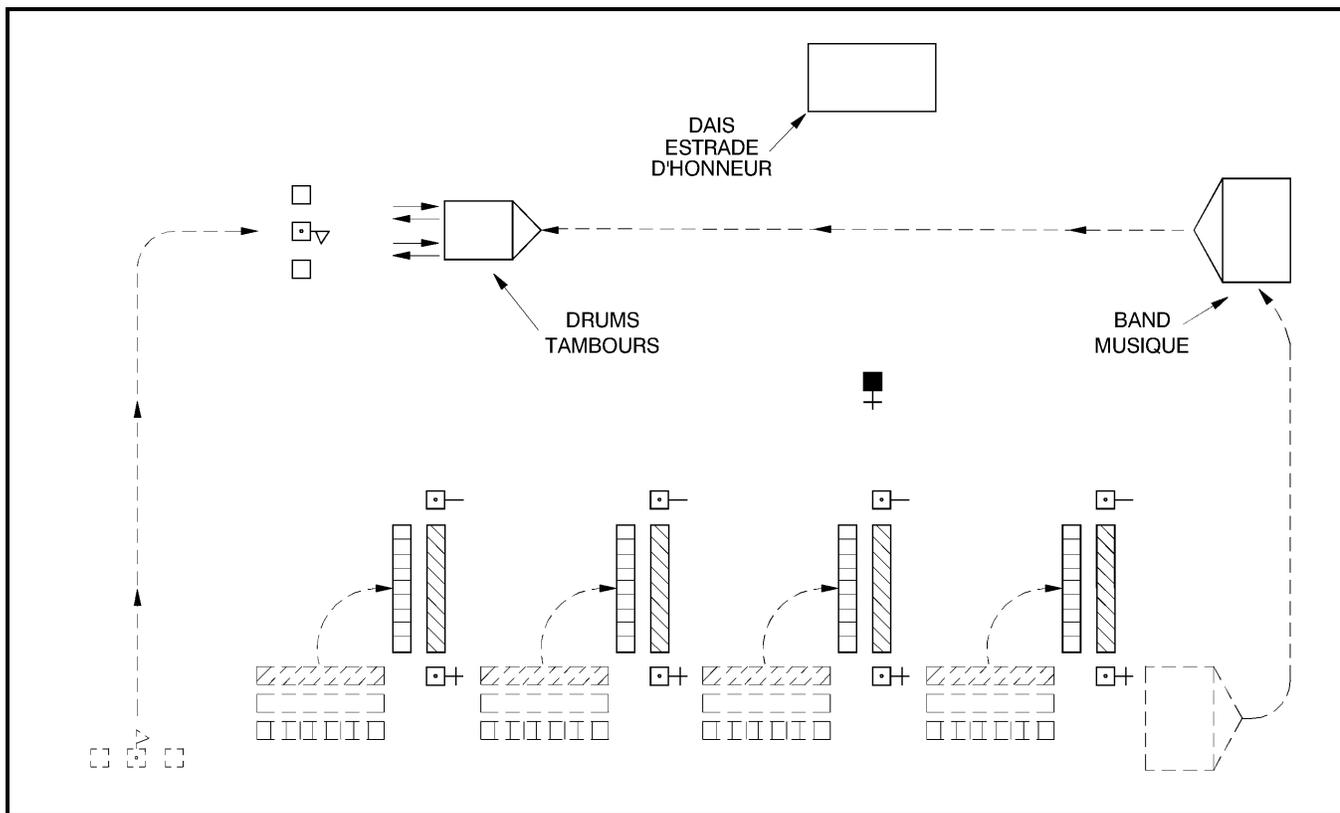 DAIS
ESTRADE
D'HONNEUR
DRUMS
TAMBOURS
BAND
MUSIQUE